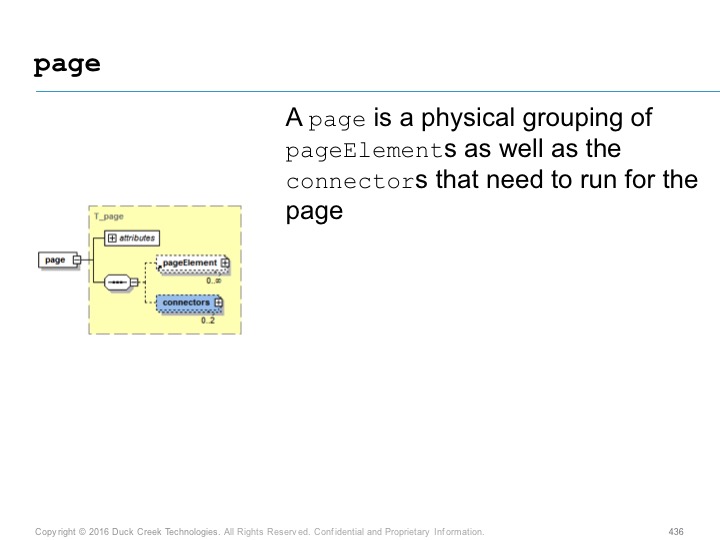 page
A page is a physical grouping of
pageElements as well as the
connectors that need to run for the
page
T_page
attributes
page
pageElement
0..∞
connectors
0..2
Copyright © 2016 Duck Creek Technologies. All Rights Reserved. Confidential and Proprietary Information.
436